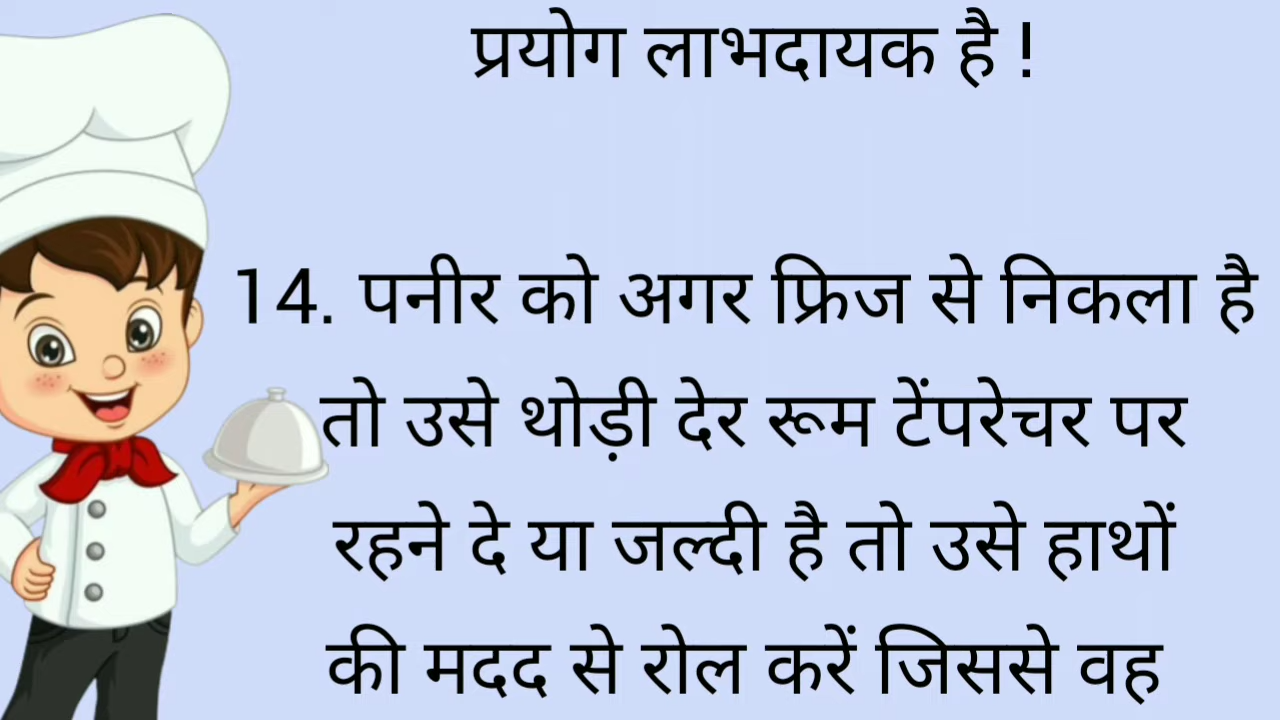 प्रयोग लाभदायक है !
14. पनीर को अगर फ्रिज से निकला है
तो उसे थोड़ी देर रूम टेंपरेचर पर
रहने दे या जल्दी है तो उसे हाथों
की मदद से रोल करें जिससे वह